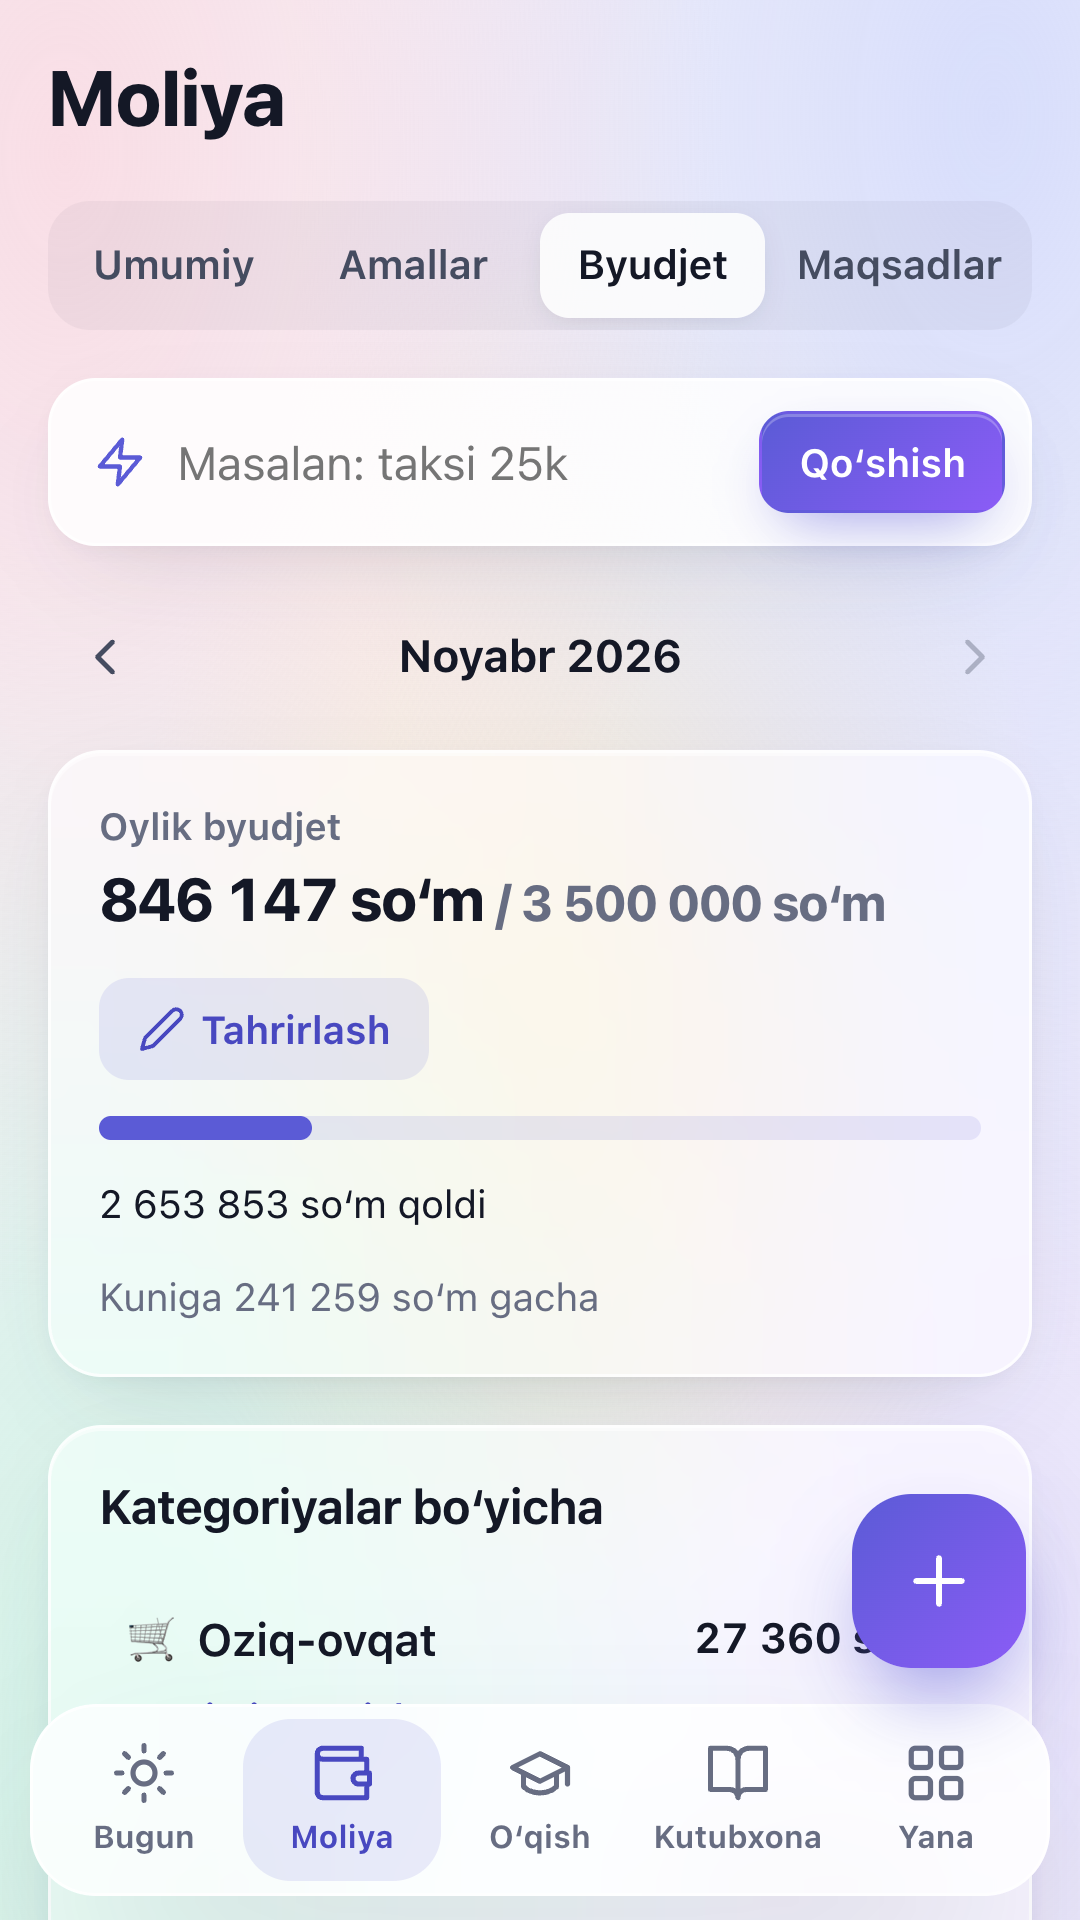 Moliya
Umumiy Amallar Byudjet Maqsadlar
Masalan: taksi 25k Qo‘shish
Noyabr 2026
Oylik byudjet
846 147 so‘m / 3 500 000 so‘m
Tahrirlash
2 653 853 so‘m qoldi
Kuniga 241 259 so‘m gacha
Kategoriyalar bo‘yicha
Oziq-ovqat 27 360
Bugun Moliya O‘qish Kutubxona Yana